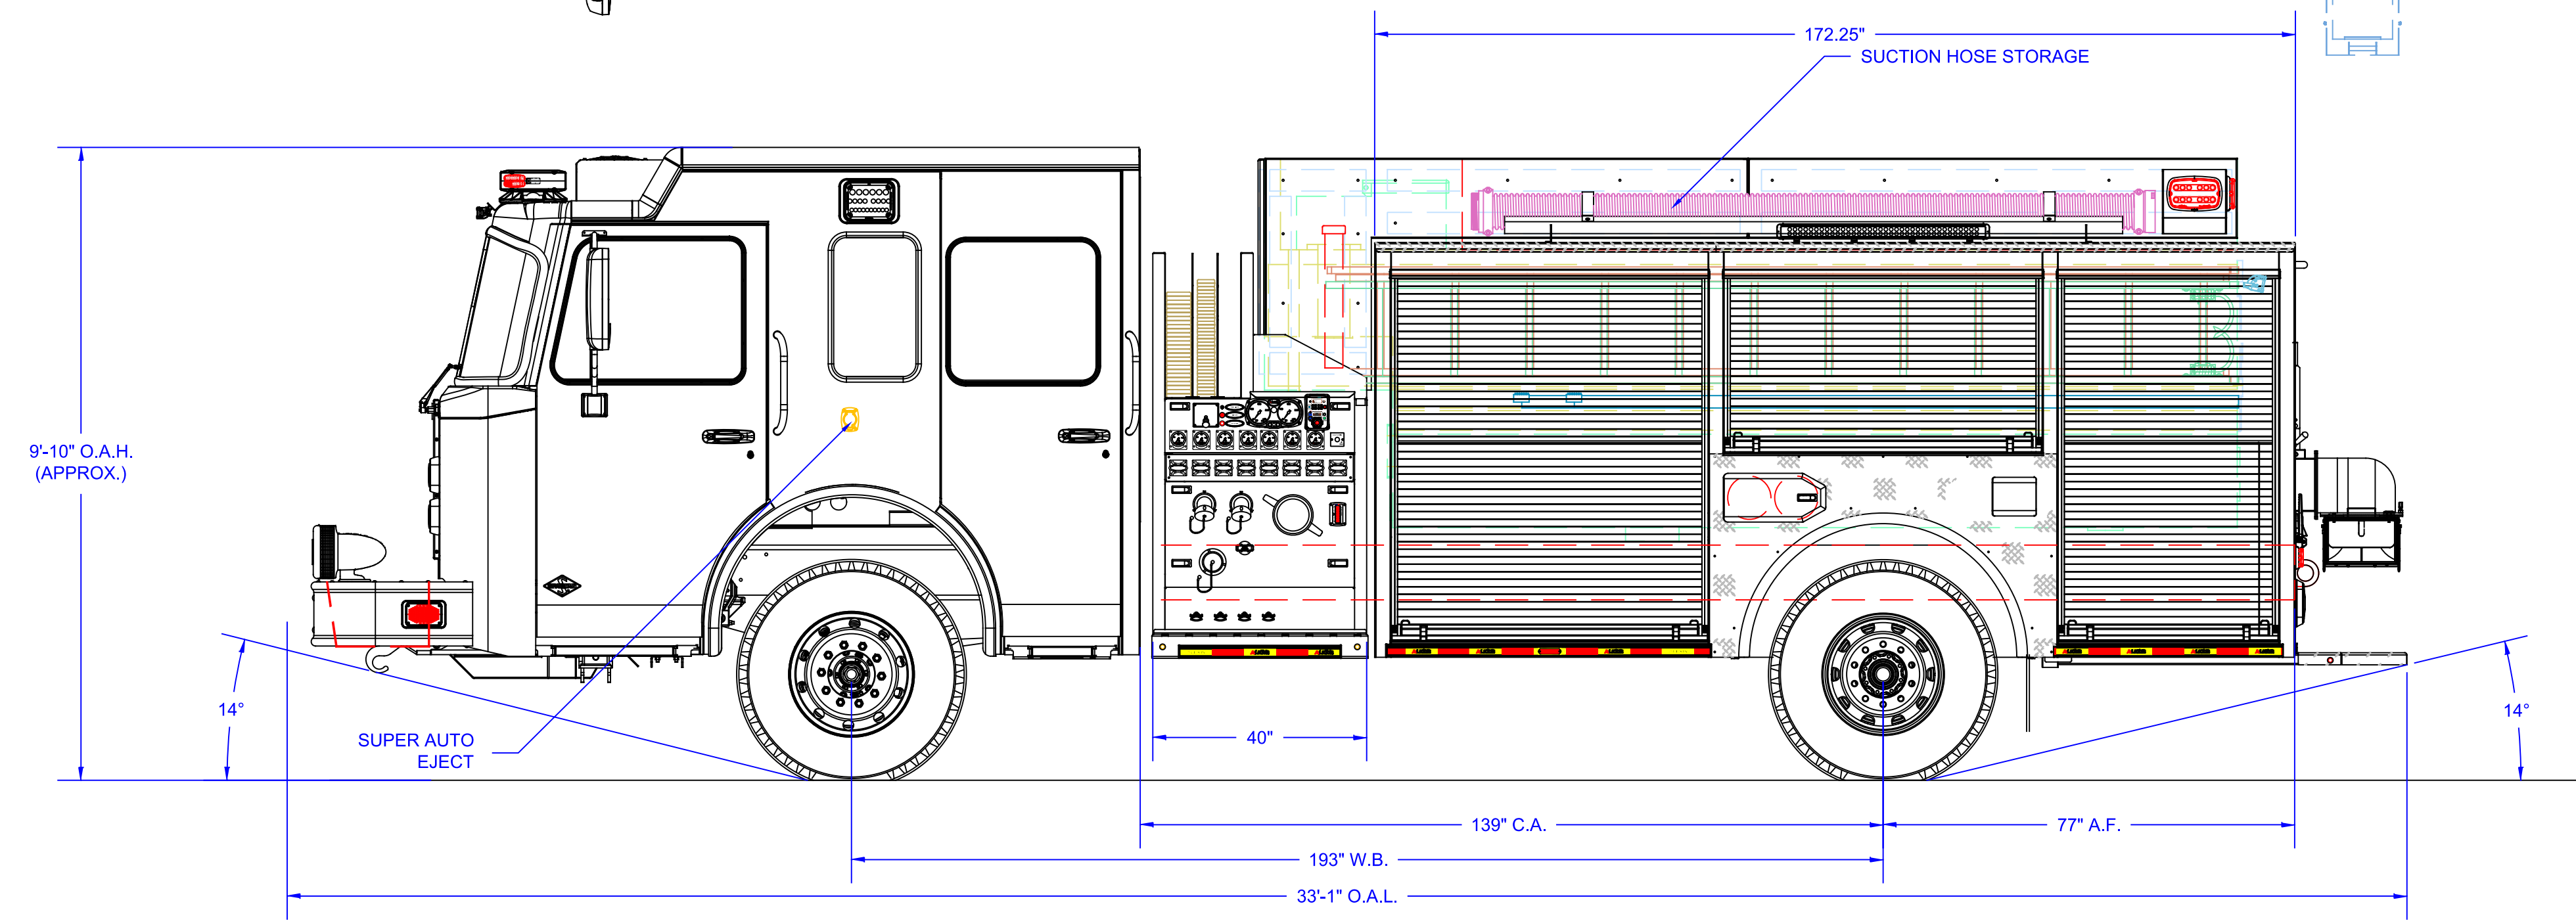 172.25"
SUCTION HOSE STORAGE
9'-10" O.A.H.
(APPROX.)
14°
SUPER AUTO
EJECT
40"
14°
139" C.A.
77" A.F.
193" W.B.
33'-1" O.A.L.